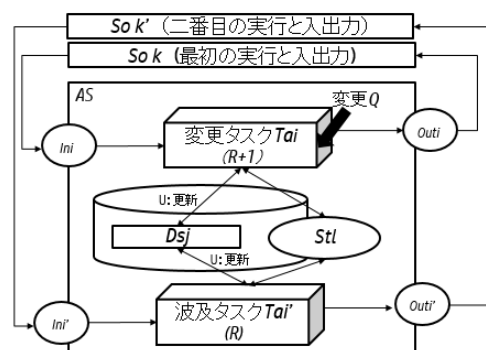 So k’（二番目の実行と入出力）
So k（最初の実行と入出力）
AS
変更Q
変更タスクTai
(R+1)
Ini
Outi
U:更新
Dsj
Stl
U:更新
波及タスクTai’
(R)
Ini’
Outi’